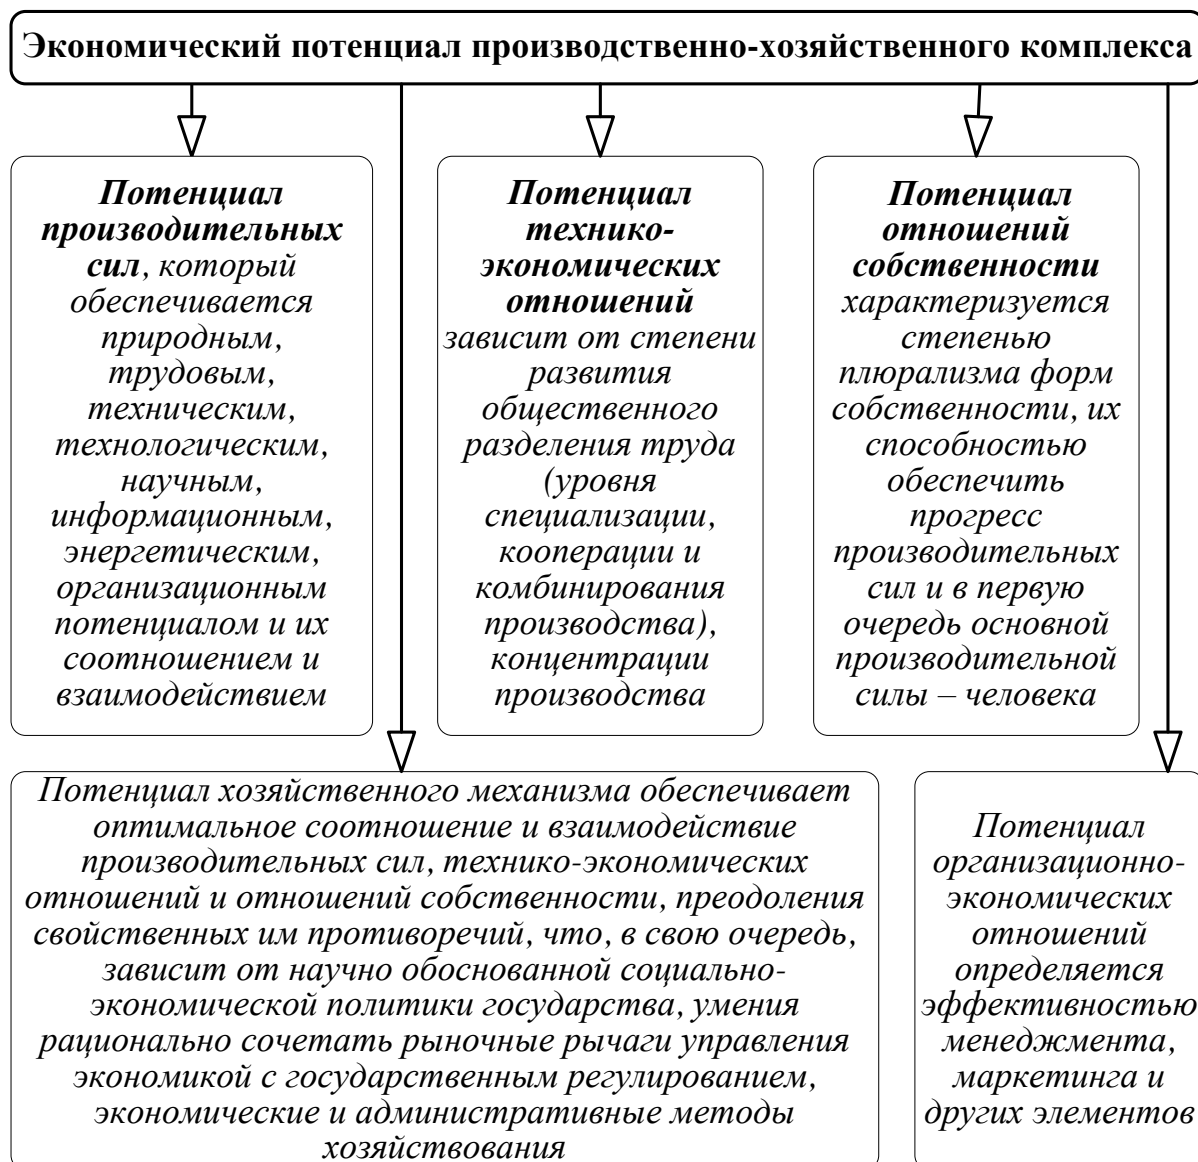 Экономический потенциал производственно-хозяйственного комплекса
Потенциал
производительных
сил, который
обеспечивается
природным,
трудовым,
техническим,
технологическим,
научным,
информационным,
энергетическим,
организационным
потенциалом и их
соотношением и
взаимодействием
Потенциал
технико-
экономических
отношений
зависит от степени
развития
общественного
разделения труда
(уровня
специализации,
кооперации и
комбинирования
производства),
концентрации
производства
Потенциал
отношений
собственности
характеризуется
степенью
плюрализма форм
собственности, их
способностью
обеспечить
прогресс
производительных
сил и в первую
очередь основной
производительной
силы – человека
Потенциал хозяйственного механизма обеспечивает
оптимальное соотношение и взаимодействие
производительных сил, технико-экономических
отношений и отношений собственности, преодоления
свойственных им противоречий, что, в свою очередь,
зависит от научно обоснованной социально-
экономической политики государства, умения
рационально сочетать рыночные рычаги управления
экономикой с государственным регулированием,
экономические и административные методы
хозяйствования
Потенциал
организационно-
экономических
отношений
определяется
эффективностью
менеджмента,
маркетинга и
других элементов